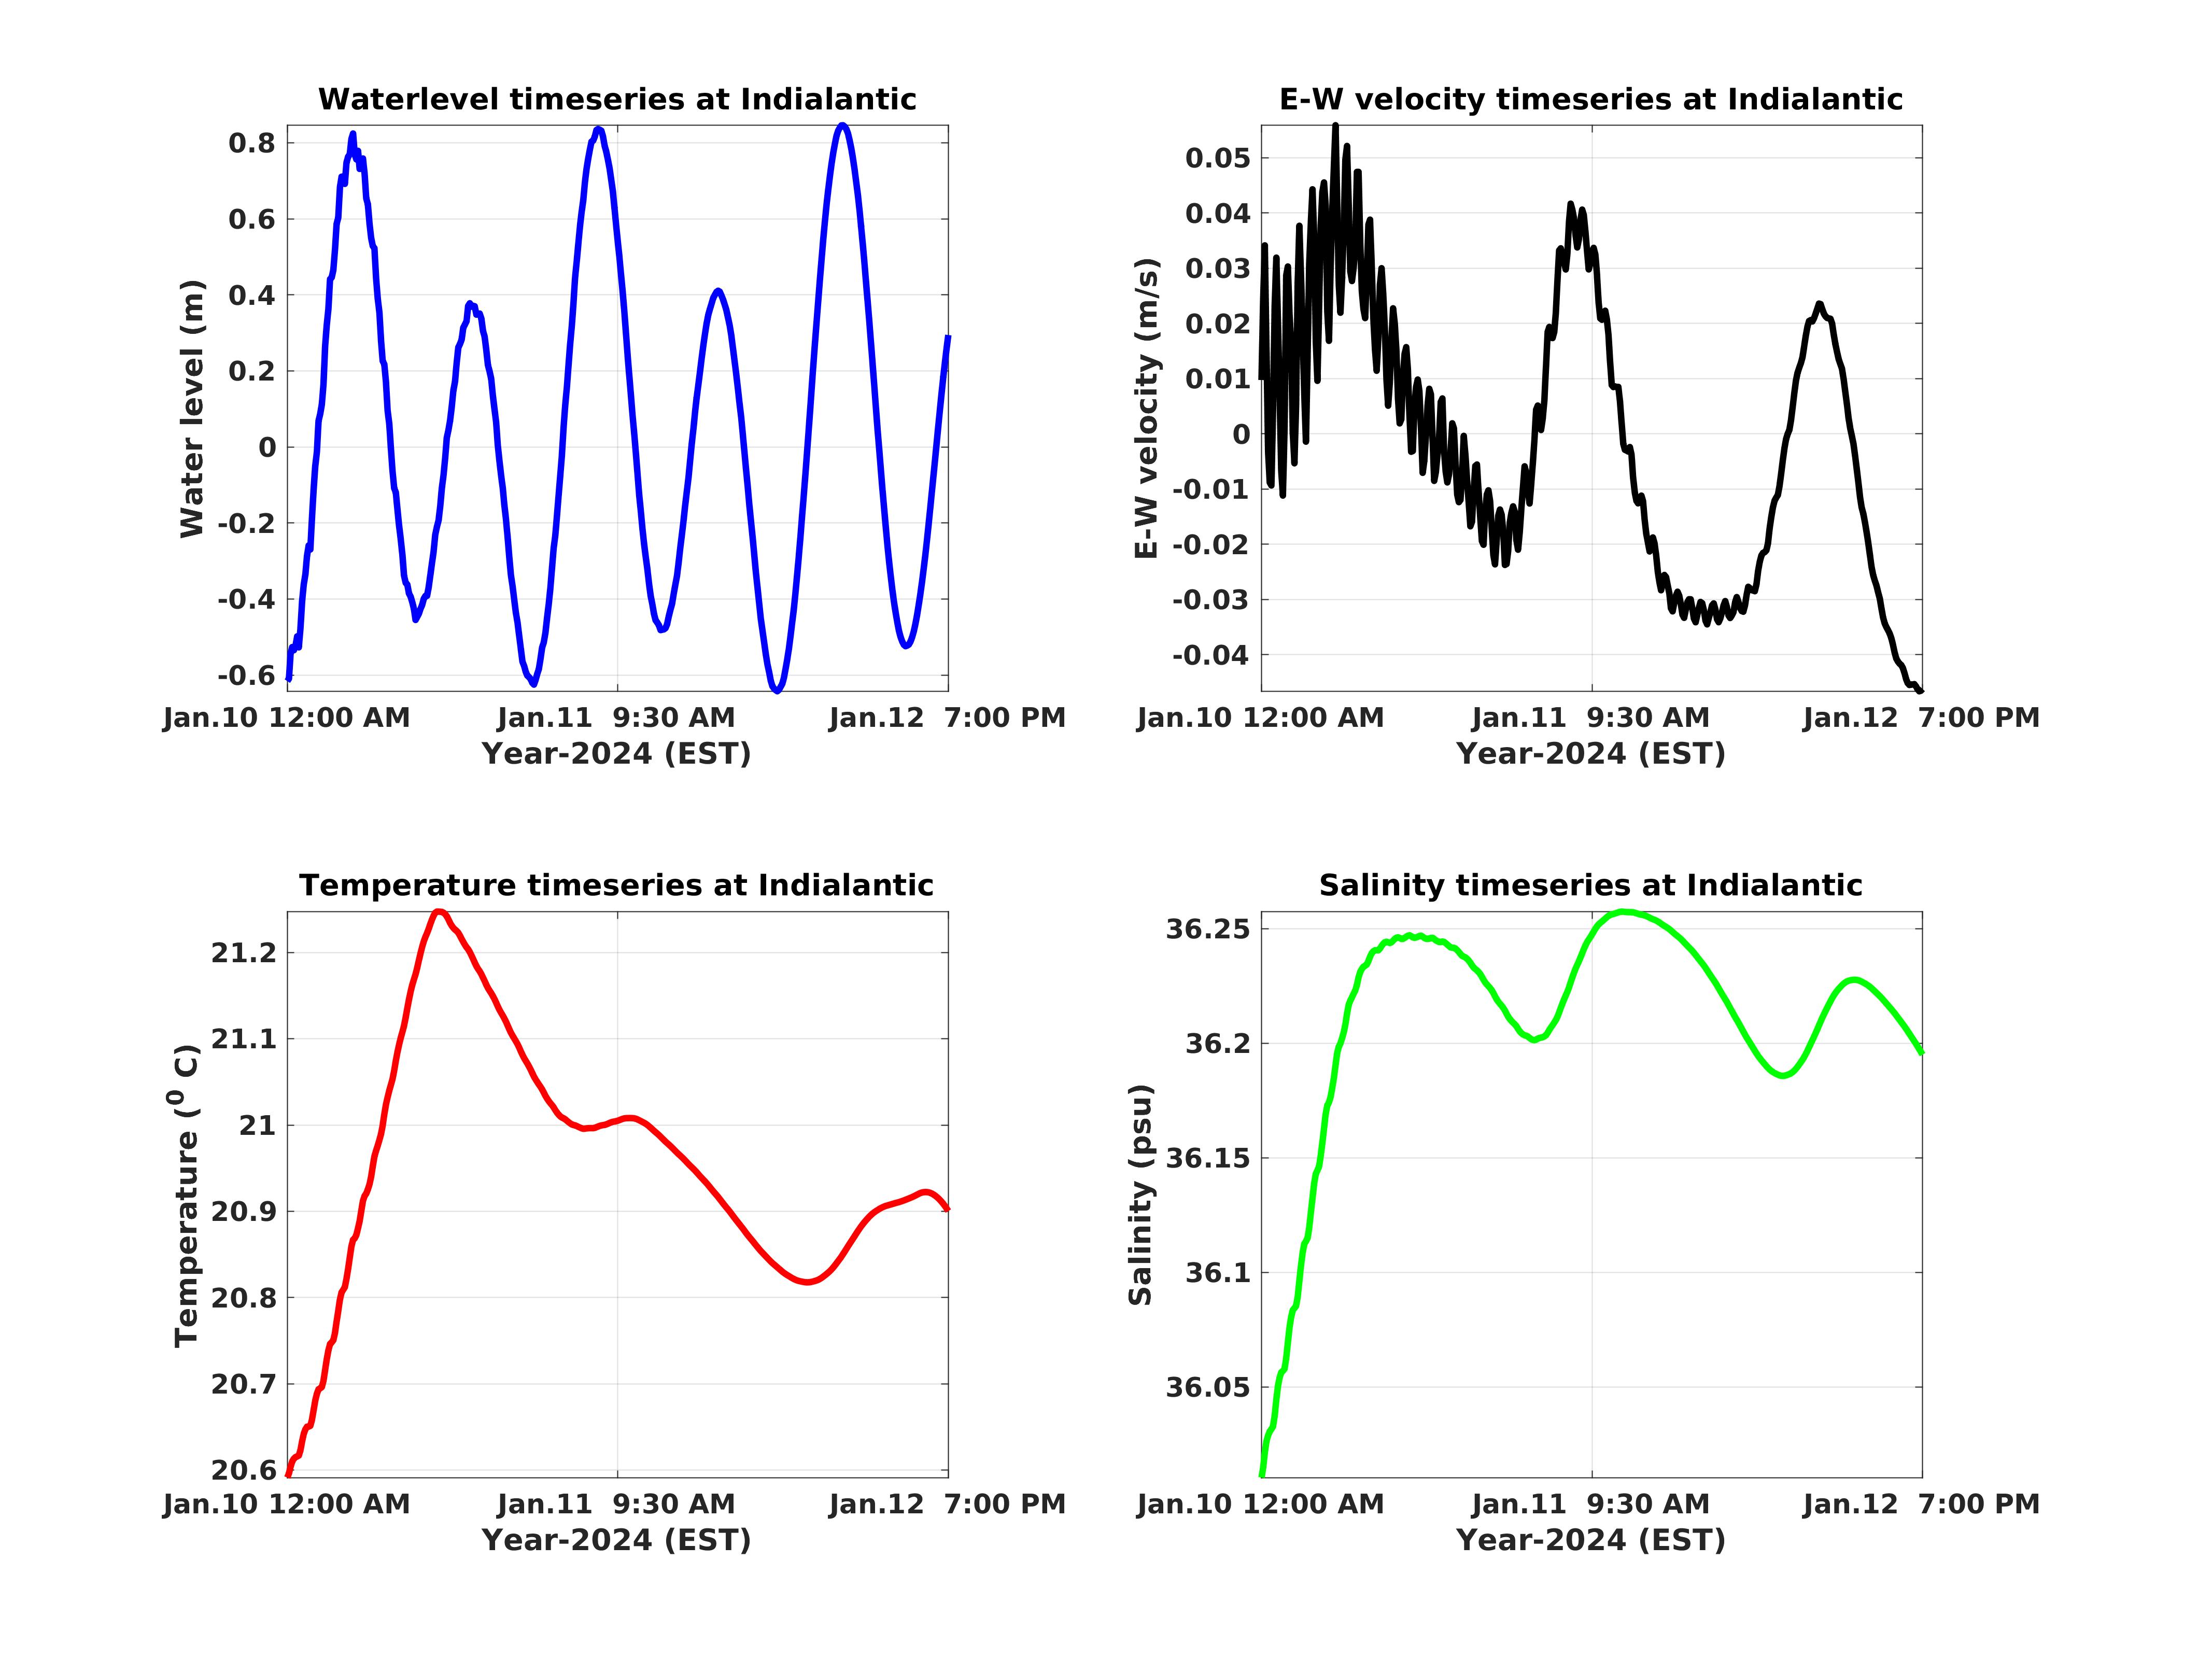 Waterlevel timeseries at Indialantic
0.8
0.6
0.4
0.2
0
-0.2
-0.4
-0.6
Water level (m)
Jan.10 12:00 AM
Jan.11  9:30 AM
Jan.12  7:00 PM
Year-2024 (EST)
E-W velocity timeseries at Indialantic
0.05
0.04
0.03
0.02
0.01
0
-0.01
-0.02
-0.03
-0.04
E-W velocity (m/s)
Jan.10 12:00 AM
Jan.11  9:30 AM
Jan.12  7:00 PM
Year-2024 (EST)
Temperature timeseries at Indialantic
21.2
21.1
21
20.9
20.8
20.7
20.6
Temperature (⁰ C)
Jan.10 12:00 AM
Jan.11  9:30 AM
Jan.12  7:00 PM
Year-2024 (EST)
Salinity timeseries at Indialantic
36.25
36.2
36.15
36.1
36.05
Salinity (psu)
Jan.10 12:00 AM
Jan.11  9:30 AM
Jan.12  7:00 PM
Year-2024 (EST)